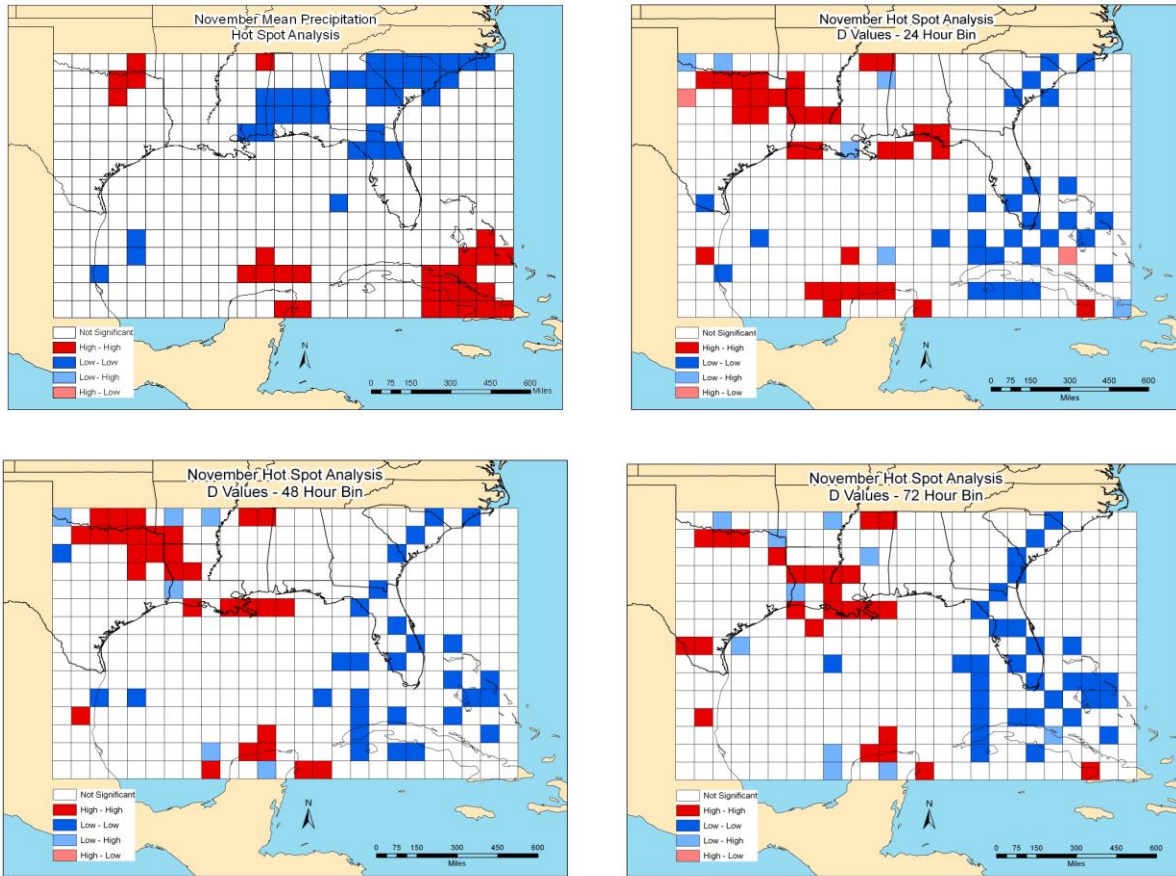 November Mean Precipitation
Hot Spot Analysis
Not Significant
High - High
Low - Low
Low - High
High - Low
N
0 75 150 300 450 600
Miles
November Hot Spot Analysis
D Values - 24 Hour Bin
Not Significant
High - High
Low - Low
Low - High
High - Low
N
0 75 150 300 450 600
Miles
November Hot Spot Analysis
D Values - 48 Hour Bin
Not Significant
High - High
Low - Low
Low - High
High - Low
N
0 75 150 300 450 600
Miles
November Hot Spot Analysis
D Values - 72 Hour Bin
Not Significant
High - High
Low - Low
Low - High
High - Low
N
0 75 150 300 450 600
Miles